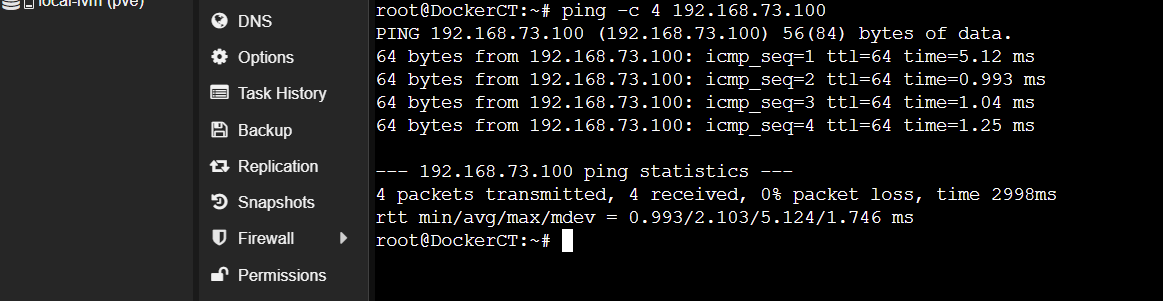 local-lvm (pve)
DNS
Options
Task History
Backup
Replication
Snapshots
Firewall
Permissions
root@DockerCT:~# ping -c 4 192.168.73.100
PING 192.168.73.100 (192.168.73.100) 56(84) bytes of data.
64 bytes from 192.168.73.100: icmp_seq=1 ttl=64 time=5.12 ms
64 bytes from 192.168.73.100: icmp_seq=2 ttl=64 time=0.993 ms
64 bytes from 192.168.73.100: icmp_seq=3 ttl=64 time=1.04 ms
64 bytes from 192.168.73.100: icmp_seq=4 ttl=64 time=1.25 ms
--- 192.168.73.100 ping statistics ---
4 packets transmitted, 4 received, 0% packet loss, time 2998ms
rtt min/avg/max/mdev = 0.993/2.103/5.124/1.746 ms
root@DockerCT:~#